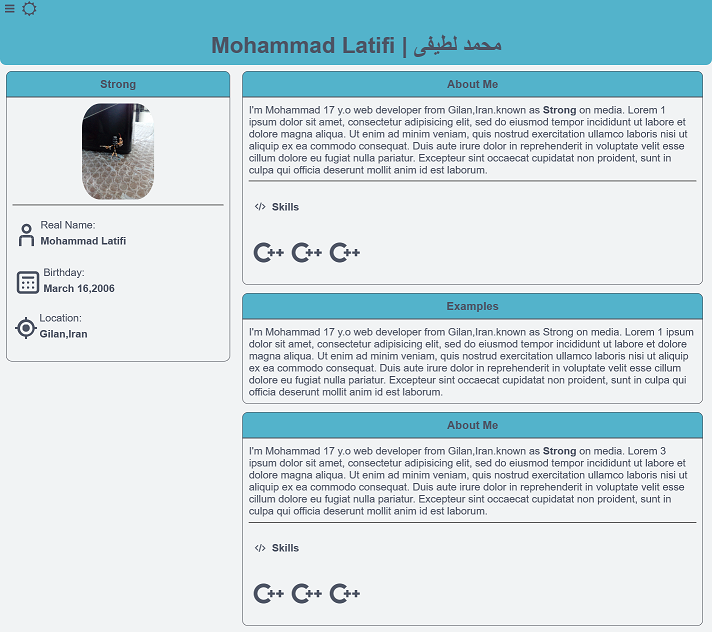 Mohammad Latifi | محمد لطیفی
Strong
Real Name:
Mohammad Latifi
Birthday:
March 16,2006
Location:
Gilan,Iran
About Me
I'm Mohammad 17 y.o web developer from Gilan,Iran.known as Strong on media. Lorem 1
ipsum dolor sit amet, consectetur adipisicing elit, sed do eiusmod tempor incididunt ut labore et
dolore magna aliqua. Ut enim ad minim veniam, quis nostrud exercitation ullamco laboris nisi ut
aliquip ex ea commodo consequat. Duis aute irure dolor in reprehenderit in voluptate velit esse
cillum dolore eu fugiat nulla pariatur. Excepteur sint occaecat cupidatat non proident, sunt in
culpa qui officia deserunt mollit anim id est laborum.
</> Skills
C++ C++ C++
Examples
I'm Mohammad 17 y.o web developer from Gilan,Iran.known as Strong on media. Lorem 1 ipsum
dolor sit amet, consectetur adipisicing elit, sed do eiusmod tempor incididunt ut labore et dolore
magna aliqua. Ut enim ad minim veniam, quis nostrud exercitation ullamco laboris nisi ut aliquip
ex ea commodo consequat. Duis aute irure dolor in reprehenderit in voluptate velit esse cillum
dolore eu fugiat nulla pariatur. Excepteur sint occaecat cupidatat non proident, sunt in culpa qui
officia deserunt mollit anim id est laborum.
About Me
I'm Mohammad 17 y.o web developer from Gilan,Iran.known as Strong on media. Lorem 3
ipsum dolor sit amet, consectetur adipisicing elit, sed do eiusmod tempor incididunt ut labore et
dolore magna aliqua. Ut enim ad minim veniam, quis nostrud exercitation ullamco laboris nisi ut
aliquip ex ea commodo consequat. Duis aute irure dolor in reprehenderit in voluptate velit esse
cillum dolore eu fugiat nulla pariatur. Excepteur sint occaecat cupidatat non proident, sunt in
culpa qui officia deserunt mollit anim id est laborum.
</> Skills
C++ C++ C++